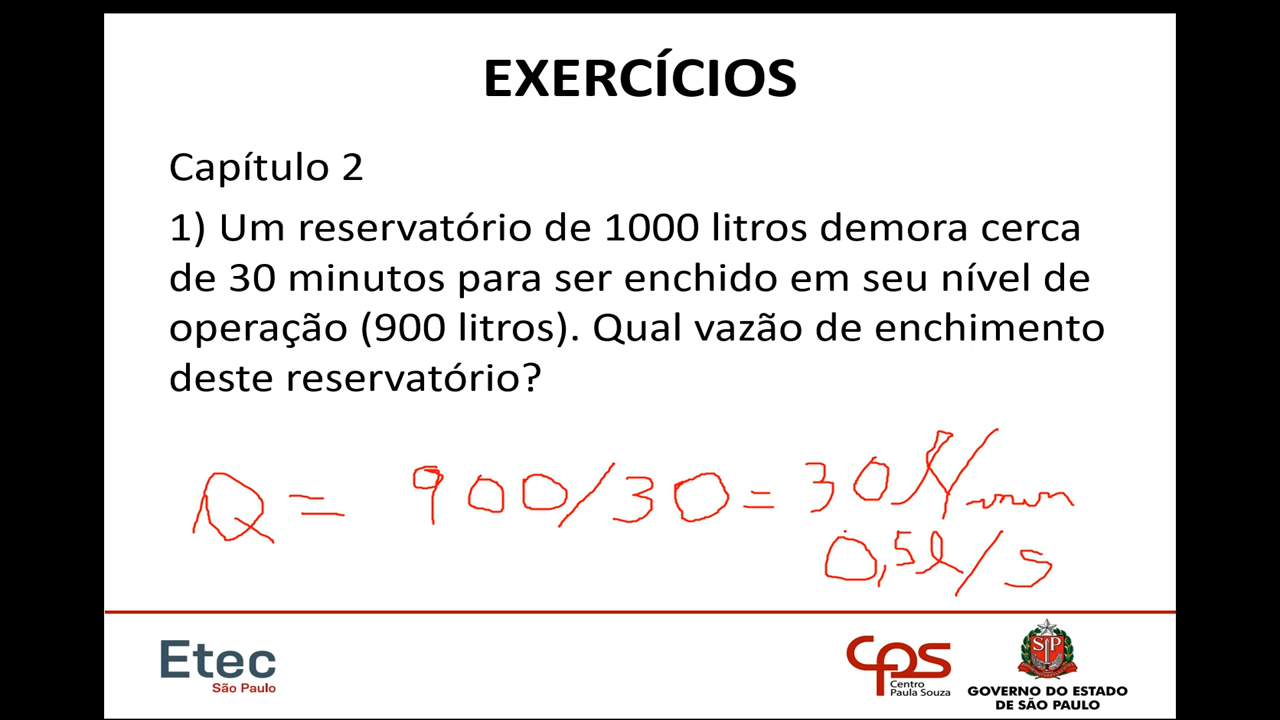 EXERCÍCIOS
Capítulo 2
1) Um reservatório de 1000 litros demora cerca
de 30 minutos para ser enchido em seu nível de
operação (900 litros). Qual vazão de enchimento
deste reservatório?
Q = 900/30 = 30 l/min
0,5l/s
Etec
São Paulo
CPS
Centro
Paula Souza
SP
GOVERNO DO ESTADO
DE SÃO PAULO